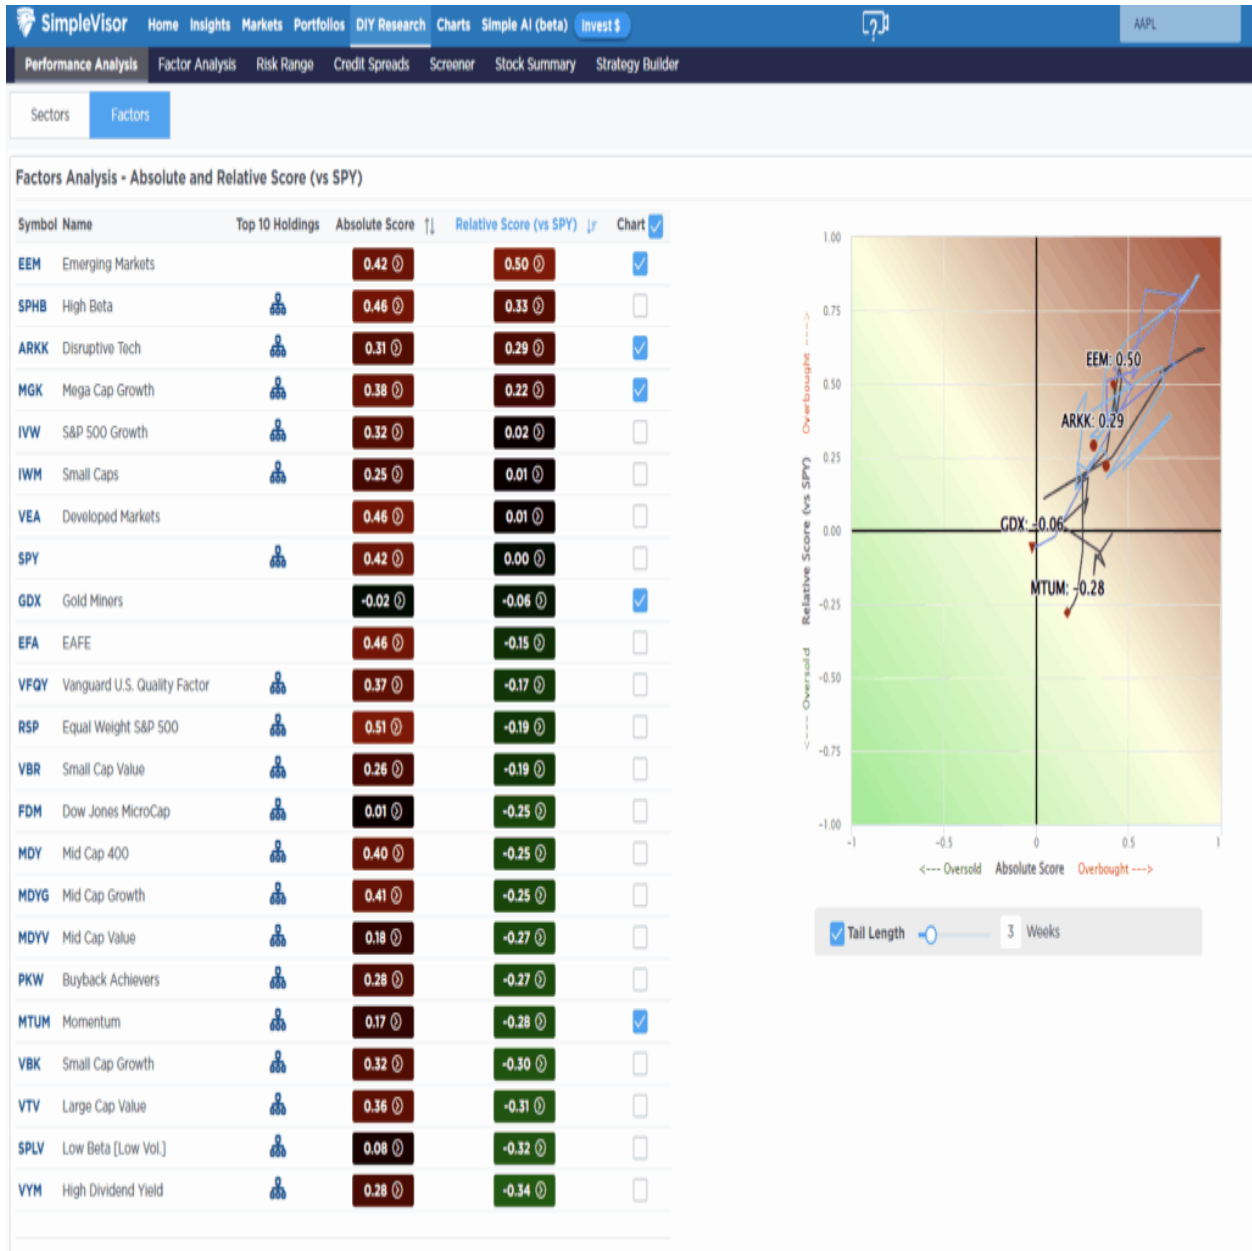 SimpleVisor Home Insights Markets Portfolios DIY Research Charts Simple AI (beta) Invest $ ? AAPL
Performance Analysis Factor Analysis Risk Range Credit Spreads Screener Stock Summary Strategy Builder
Sectors Factors
Factors Analysis - Absolute and Relative Score (vs SPY)
Symbol Name Top 10 Holdings Absolute Score Relative Score (vs SPY) Chart
EEM Emerging Markets 0.42 0.50
SPHB High Beta 0.46 0.33
ARKK Disruptive Tech 0.31 0.29
MGK Mega Cap Growth 0.38 0.22
IVW S&P 500 Growth 0.32 0.02
IWM Small Caps 0.25 0.01
VEA Developed Markets 0.46 0.01
SPY 0.42 0.00
GDX Gold Miners -0.02 -0.06
EFA EAFE 0.46 -0.15
VFQY Vanguard U.S. Quality Factor 0.37 -0.17
RSP Equal Weight S&P 500 0.51 -0.19
VBR Small Cap Value 0.26 -0.19
FDM Dow Jones MicroCap 0.01 -0.25
MDY Mid Cap 400 0.40 -0.25
MDYG Mid Cap Growth 0.41 -0.25
MDYV Mid Cap Value 0.18 -0.27
PKW Buyback Achievers 0.28 -0.27
MTUM Momentum 0.17 -0.28
VBK Small Cap Growth 0.32 -0.30
VTV Large Cap Value 0.36 -0.31
SPLV Low Beta [Low Vol.] 0.08 -0.32
VYM High Dividend Yield 0.28 -0.34
1.00
0.75
0.50
0.25
0.00
-0.25
-0.50
-0.75
-1.00
<--- Oversold Relative Score (vs SPY) Overbought --->
EEM: 0.50
ARKK: 0.29
GDX: -0.06
MTUM: -0.28
-1 -0.5 0 0.5 1
<--- Oversold Absolute Score Overbought --->
Tail Length 3 Weeks